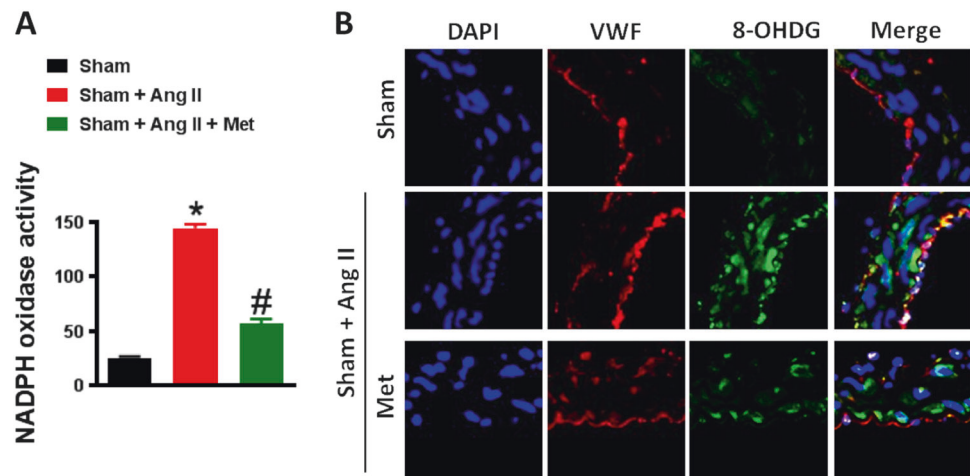 A
Sham
Sham + Ang II
Sham + Ang II + Met
NADPH oxidase activity
150
100
50
0
*
#
B
DAPI
VWF
8-OHDG
Merge
Sham
Sham + Ang II
Met